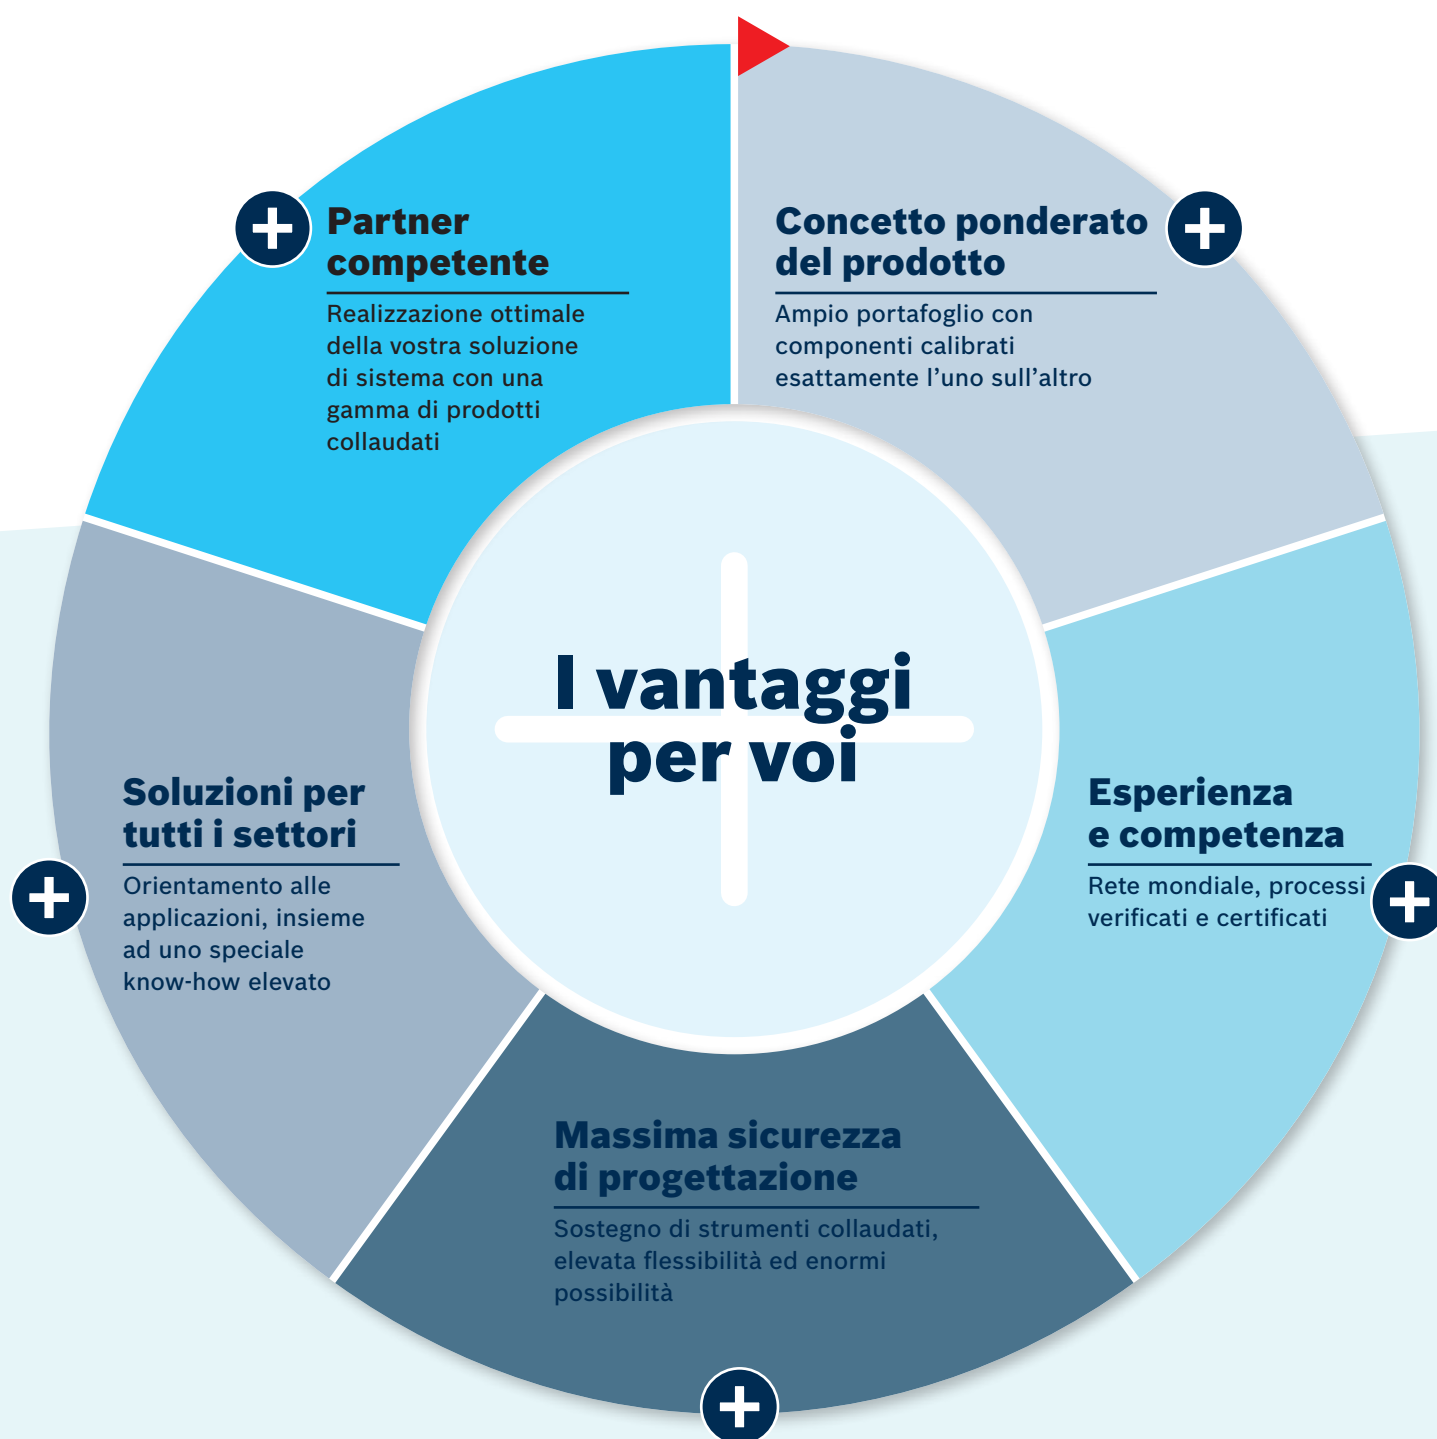 I vantaggi
per voi
Concetto ponderato
del prodotto
Ampio portafoglio con
componenti calibrati
esattamente l’uno sull’altro
Esperienza
e competenza
Rete mondiale, processi
verificati e certificati
Massima sicurezza
di progettazione
Sostegno di strumenti collaudati,
elevata flessibilità ed enormi
possibilità
Soluzioni per
tutti i settori
Orientamento alle
applicazioni, insieme
ad uno speciale
know-how elevato
Partner
competente
Realizzazione ottimale
della vostra soluzione
di sistema con una
gamma di prodotti
collaudati